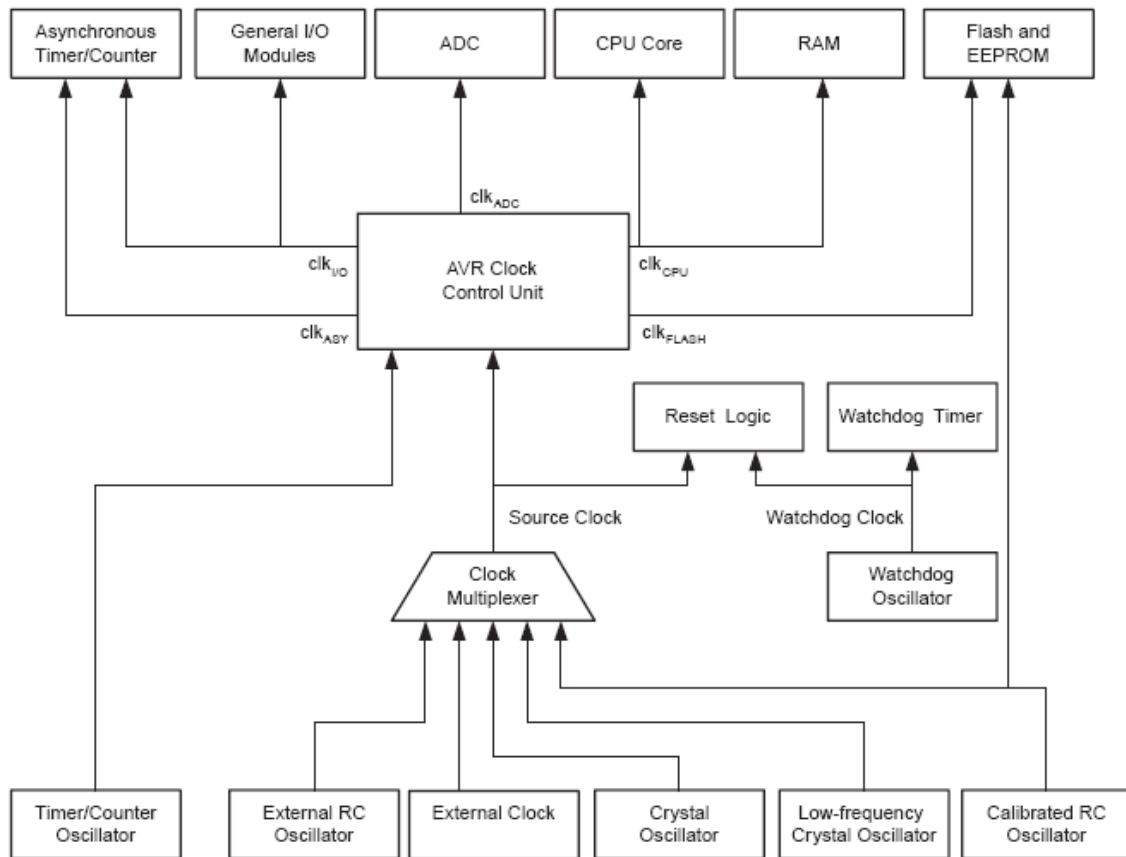 Asynchronous
Timer/Counter
General I/O
Modules
ADC
CPU Core
RAM
Flash and
EEPROM
clkADC
clkI/O
AVR Clock
Control Unit
clkCPU
clkASY
clkFLASH
Reset Logic
Watchdog Timer
Source Clock
Watchdog Clock
Clock
Multiplexer
Watchdog
Oscillator
Timer/Counter
Oscillator
External RC
Oscillator
External Clock
Crystal
Oscillator
Low-frequency
Crystal Oscillator
Calibrated RC
Oscillator